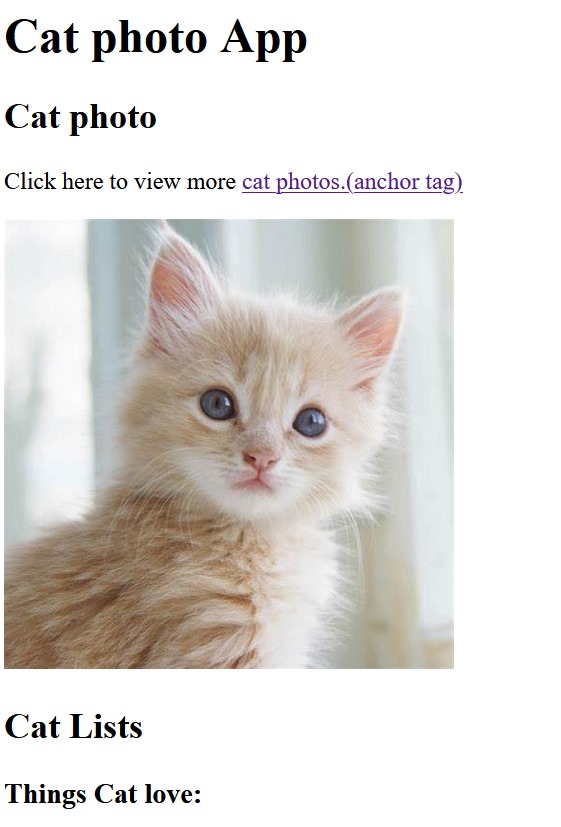 Cat photo App
Cat photo
Click here to view more cat photos.(anchor tag)
Cat Lists
Things Cat love: